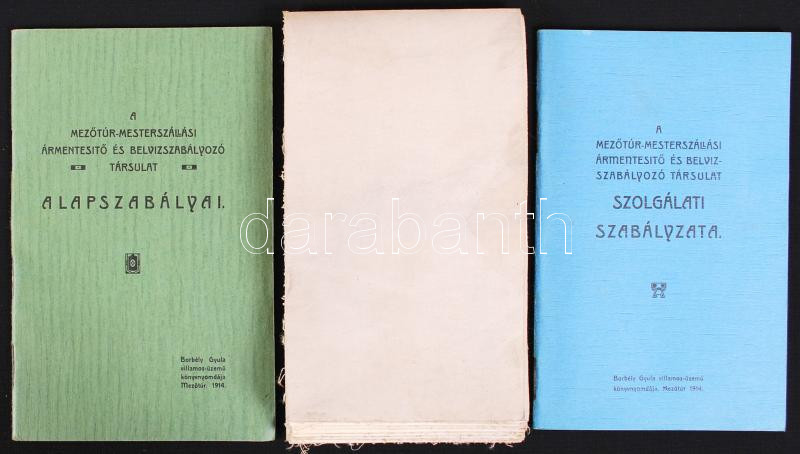 A
MEZŐTÚR-MESTERSZÁLLÁSI
ÁRMENTESITŐ ÉS BELVIZSZABÁLYOZÓ
TÁRSULAT
ALAPSZABÁLYAI.
Borbély Gyula
villamos-üzemű
könyvnyomdája
Mezőtúr, 1914.
darabanth
A
MEZŐTÚR-MESTERSZÁLLÁSI
ÁRMENTESITŐ ÉS BELVIZ-
SZABÁLYOZÓ TÁRSULAT
SZOLGÁLATI
SZABÁLYZATA.
Borbély Gyula villamos-üzemű
könyvnyomdája, Mezőtúr 1914.